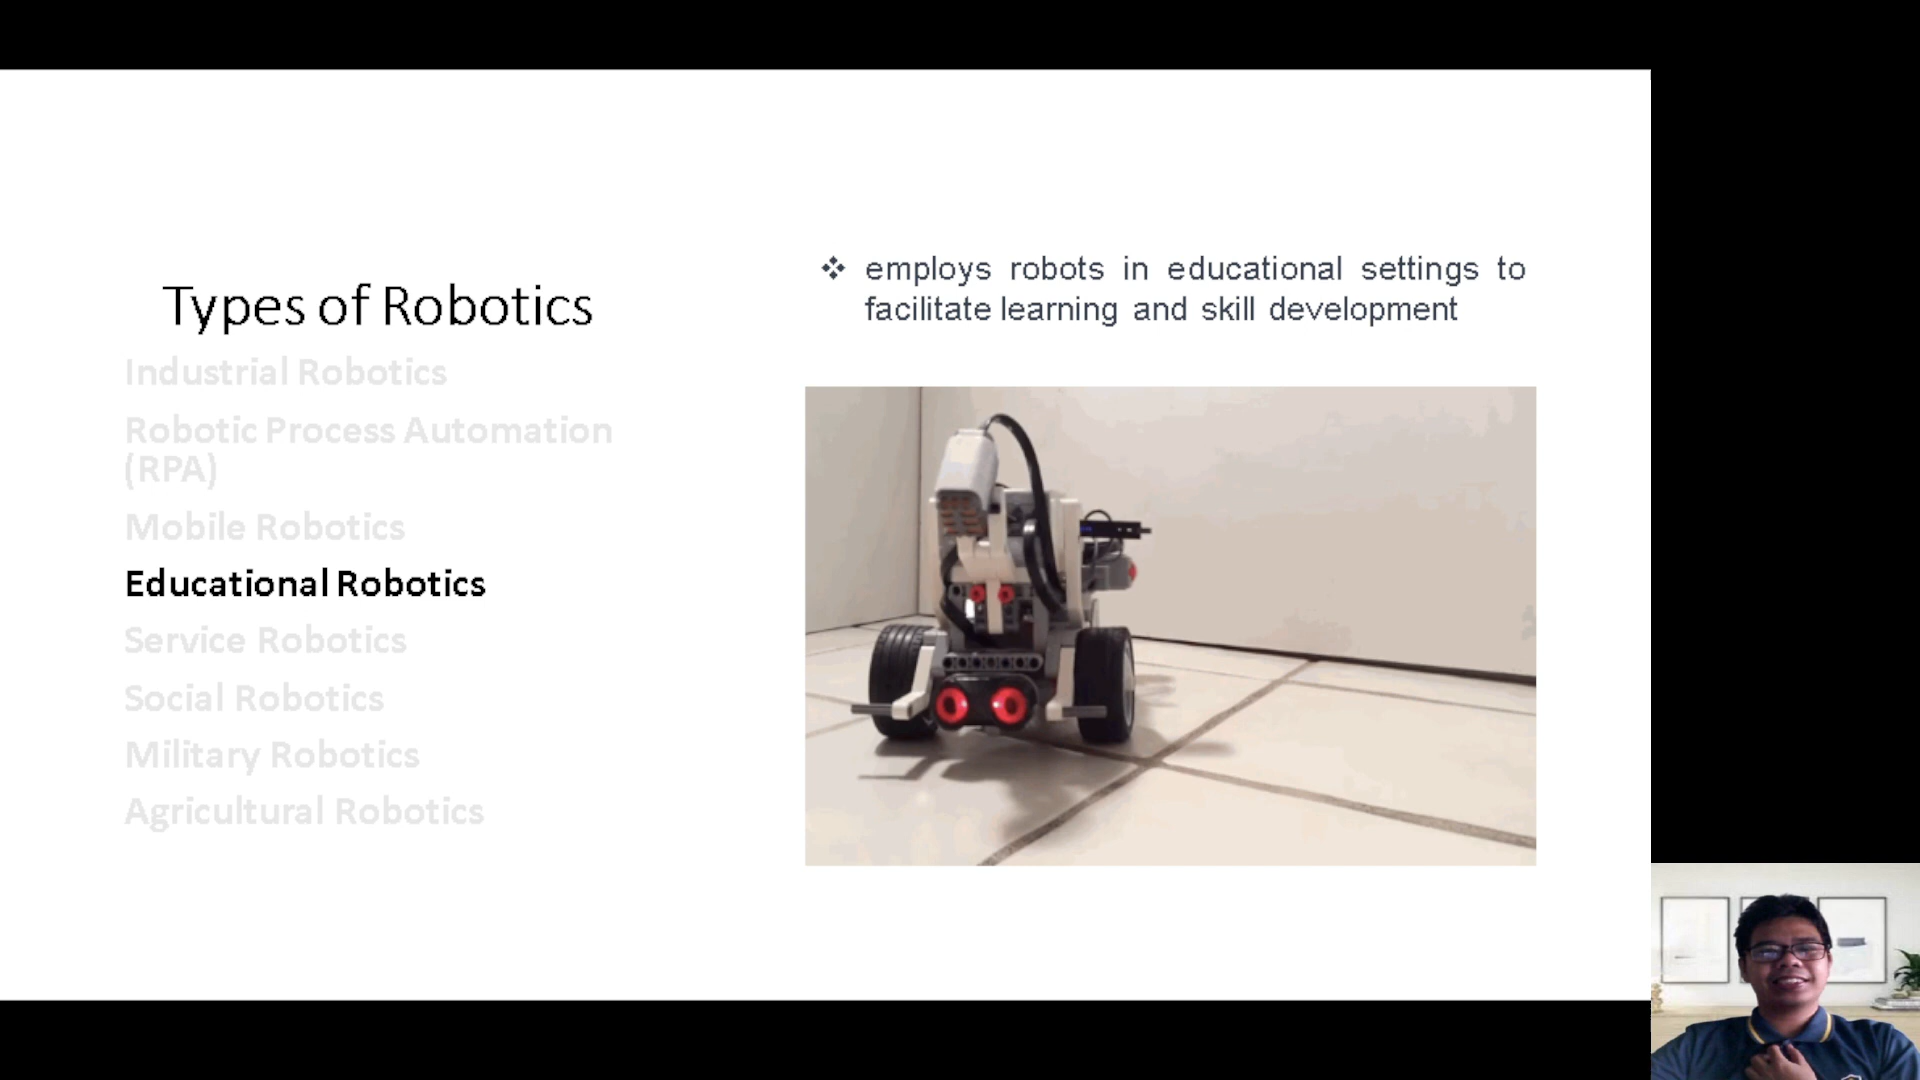 Types of Robotics
Industrial Robotics
Robotic Process Automation
(RPA)
Mobile Robotics
Educational Robotics
Service Robotics
Social Robotics
Military Robotics
Agricultural Robotics
❖ employs robots in educational settings to
facilitate learning and skill development